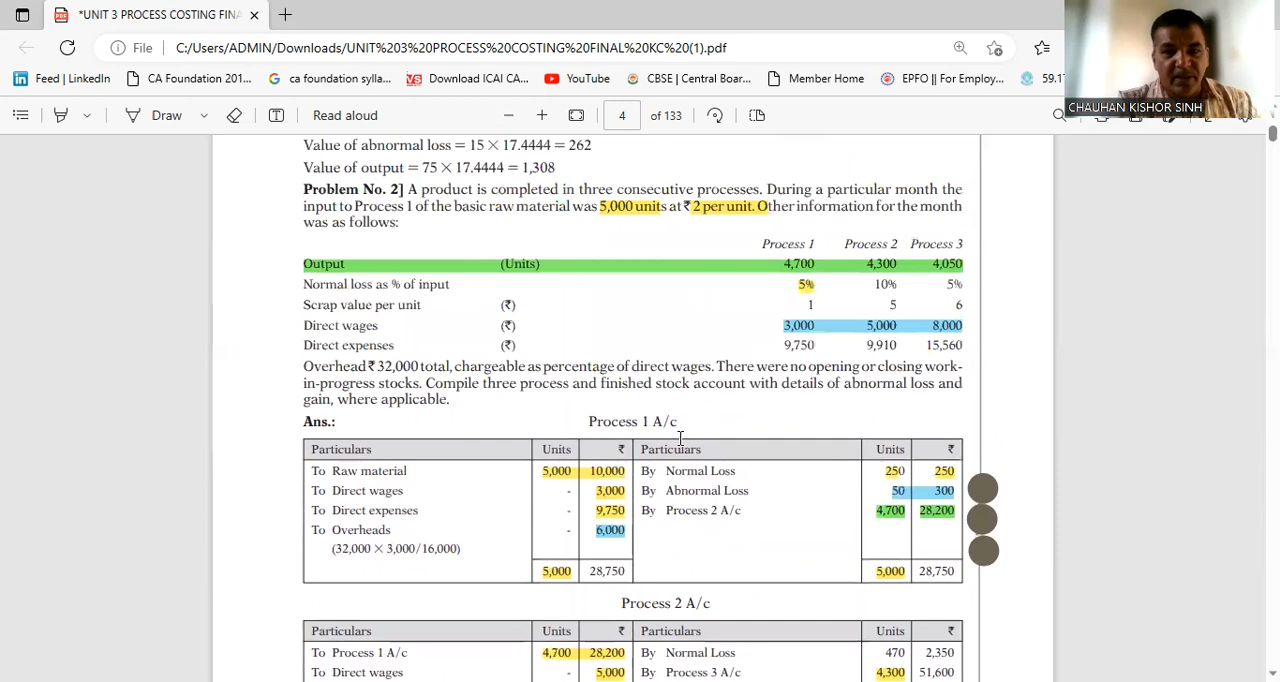 *UNIT 3 PROCESS COSTING FINA
File C:/Users/ADMIN/Downloads/UNIT%203%20PROCESS%20COSTING%20FINAL%20KC%20(1).pdf
Feed | LinkedIn CA Foundation 201... ca foundation sylla... Download ICAI CA... YouTube CBSE | Central Boar... Member Home EPFO || For Employ... 59.1
CHAUHAN KISHOR SINH
Draw Read aloud 4 of 133
Value of abnormal loss = 15 × 17.4444 = 262
Value of output = 75 × 17.4444 = 1,308
Problem No. 2] A product is completed in three consecutive processes. During a particular month the
input to Process 1 of the basic raw material was 5,000 units at ₹ 2 per unit. Other information for the month
was as follows:
Process 1 Process 2 Process 3
Output (Units) 4,700 4,300 4,050
Normal loss as % of input 5% 10% 5%
Scrap value per unit (₹) 1 5 6
Direct wages (₹) 3,000 5,000 8,000
Direct expenses (₹) 9,750 9,910 15,560
Overhead ₹ 32,000 total, chargeable as percentage of direct wages. There were no opening or closing work-
in-progress stocks. Compile three process and finished stock account with details of abnormal loss and
gain, where applicable.
Ans.: Process 1 A/c
Particulars Units ₹ Particulars Units ₹
To Raw material 5,000 10,000 By Normal Loss 250 250
To Direct wages - 3,000 By Abnormal Loss 50 300
To Direct expenses - 9,750 By Process 2 A/c 4,700 28,200
To Overheads - 6,000
(32,000 × 3,000/16,000)
5,000 28,750 5,000 28,750
Process 2 A/c
Particulars Units ₹ Particulars Units ₹
To Process 1 A/c 4,700 28,200 By Normal Loss 470 2,350
To Direct wages - 5,000 By Process 3 A/c 4,300 51,600